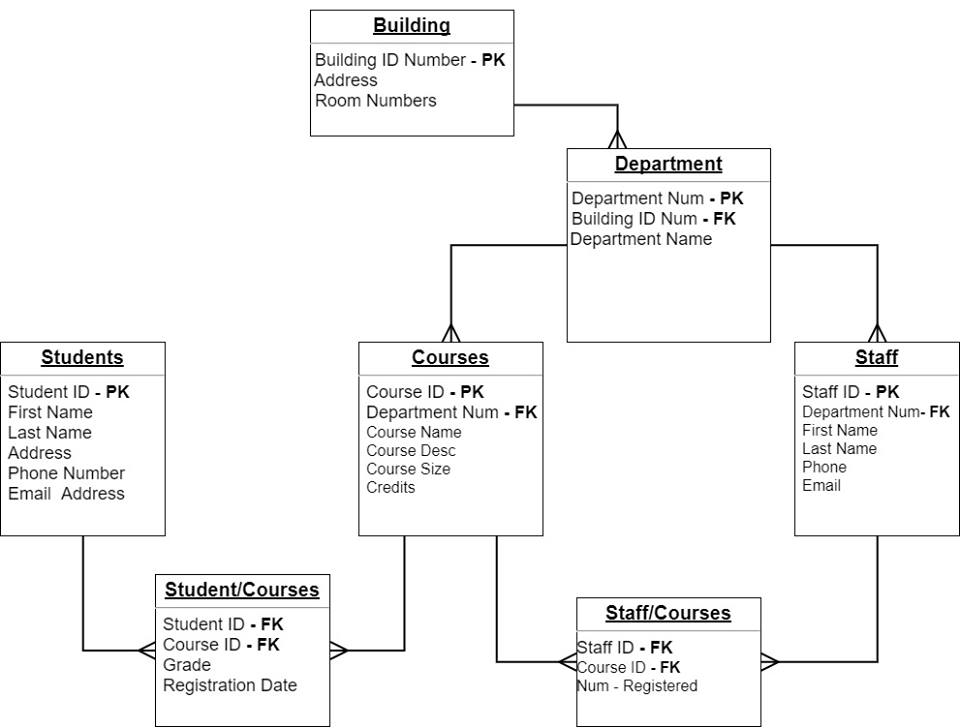 Building
Building ID Number - PK
Address
Room Numbers
Department
Department Num - PK
Building ID Num - FK
Department Name
Students
Student ID - PK
First Name
Last Name
Address
Phone Number
Email  Address
Courses
Course ID - PK
Department Num - FK
Course Name
Course Desc
Course Size
Credits
Staff
Staff ID - PK
Department Num- FK
First Name
Last Name
Phone
Email
Student/Courses
Student ID - FK
Course ID - FK
Grade
Registration Date
Staff/Courses
Staff ID - FK
Course ID - FK
Num - Registered